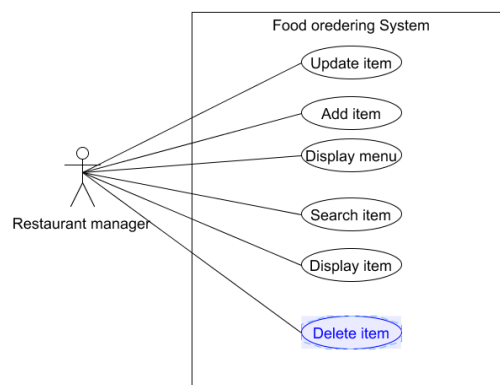 Food oredering System
Update item
Add item
Display menu
Restaurant manager
Search item
Display item
Delete item